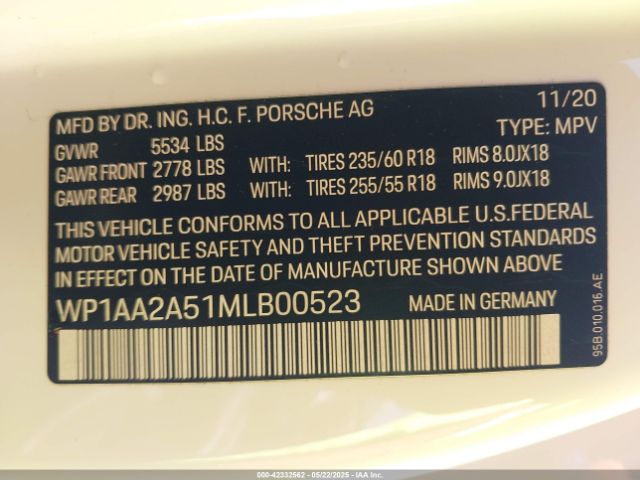 MFD BY DR. ING. H.C. F. PORSCHE AG 11/20
GVWR 5534 LBS TYPE: MPV
GAWR FRONT 2778 LBS WITH: TIRES 235/60 R18 RIMS 8.0JX18
GAWR REAR 2987 LBS WITH: TIRES 255/55 R18 RIMS 9.0JX18
THIS VEHICLE CONFORMS TO ALL APPLICABLE U.S.FEDERAL
MOTOR VEHICLE SAFETY AND THEFT PREVENTION STANDARDS
IN EFFECT ON THE DATE OF MANUFACTURE SHOWN ABOVE
WP1AA2A51MLB00523 MADE IN GERMANY
95B.010.016.AE
000-42332562 - 05/22/2025 - IAA Inc.